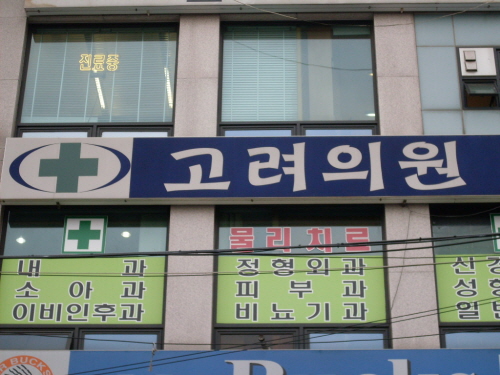 진료중
고려의원
물리치료
내과 정형외과
소아과 피부과
이비인후과 비뇨기과
BUCKS